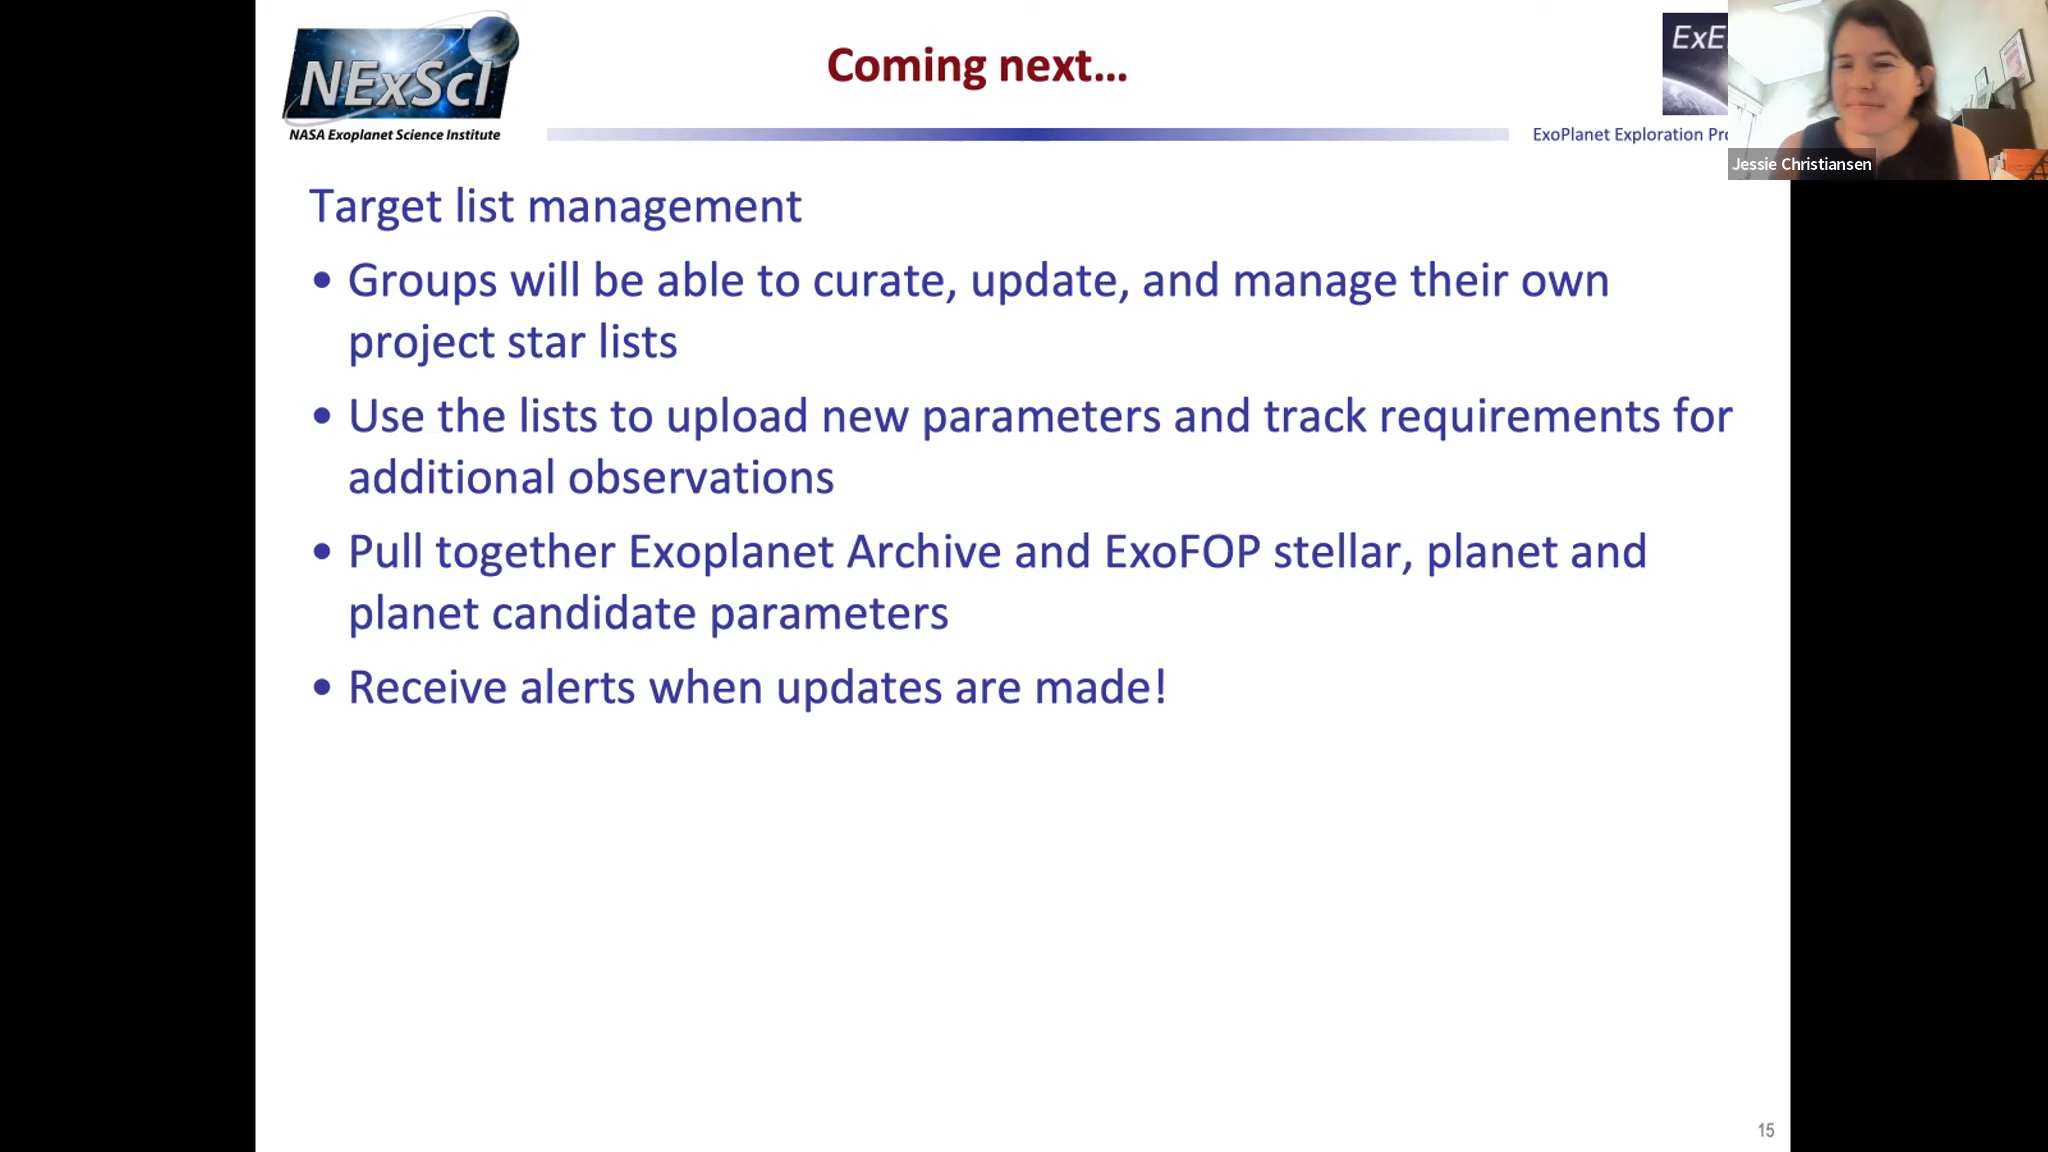 NExScI
NASA Exoplanet Science Institute
Coming next...
ExE
ExoPlanet Exploration Pro
Jessie Christiansen
Target list management
• Groups will be able to curate, update, and manage their own
project star lists
• Use the lists to upload new parameters and track requirements for
additional observations
• Pull together Exoplanet Archive and ExoFOP stellar, planet and
planet candidate parameters
• Receive alerts when updates are made!
15